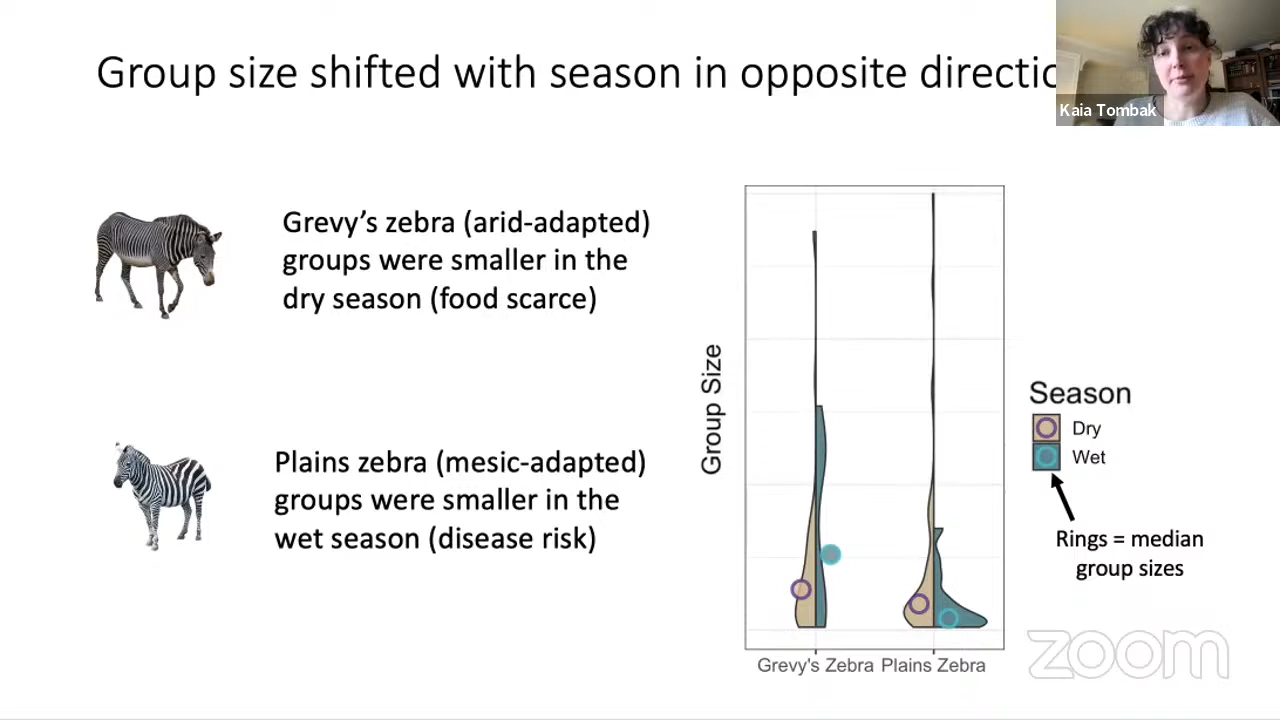 Group size shifted with season in opposite
Kaia Tombak
Grevy's zebra (arid-adapted)
groups were smaller in the
dry season (food scarce)
Plains zebra (mesic-adapted)
groups were smaller in the
wet season (disease risk)
Group Size
Grevy's Zebra Plains Zebra
Season
Dry
Wet
Rings = median
group sizes
zoom